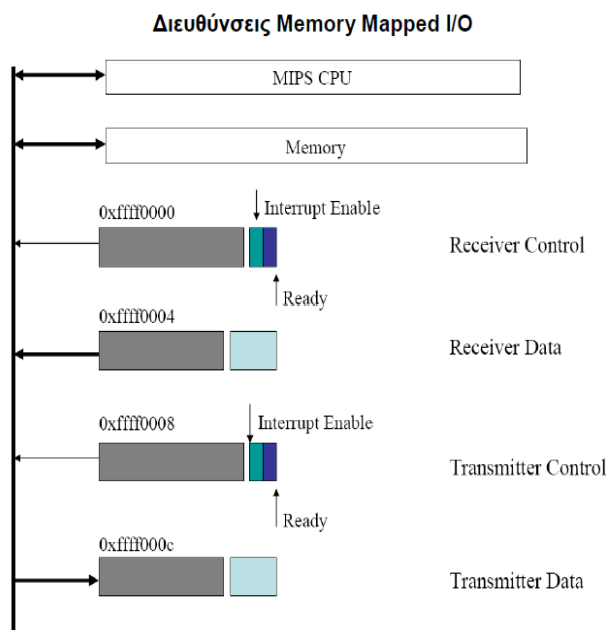 Διευθύνσεις Memory Mapped I/O
MIPS CPU
Memory
0xffff0000
Interrupt Enable
Receiver Control
Ready
0xffff0004
Receiver Data
0xffff0008
Interrupt Enable
Transmitter Control
Ready
0xffff000c
Transmitter Data